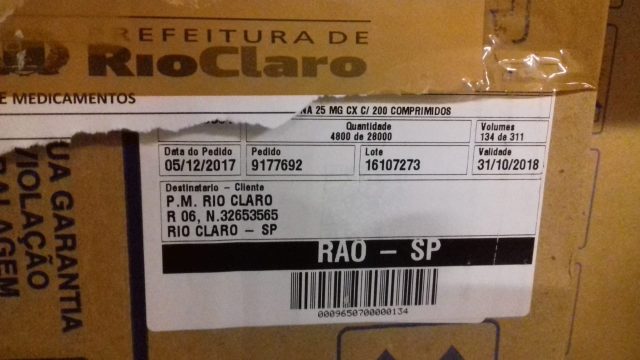 PREFEITURA DE
RioClaro
E MEDICAMENTOS
NA 25 MG CX C/ 200 COMPRIMIDOS
Quantidade
4800 de 28000
Volumes
134 de 311
Data do Pedido
05/12/2017
Pedido
9177692
Lote
16107273
Validade
31/10/2018
Destinatario - Cliente
P.M. RIO CLARO
R 06, N.32653565
RIO CLARO - SP
RAO - SP
0009650700000134
UA GARANTIA
VIOLAÇÃO
ALAGEM